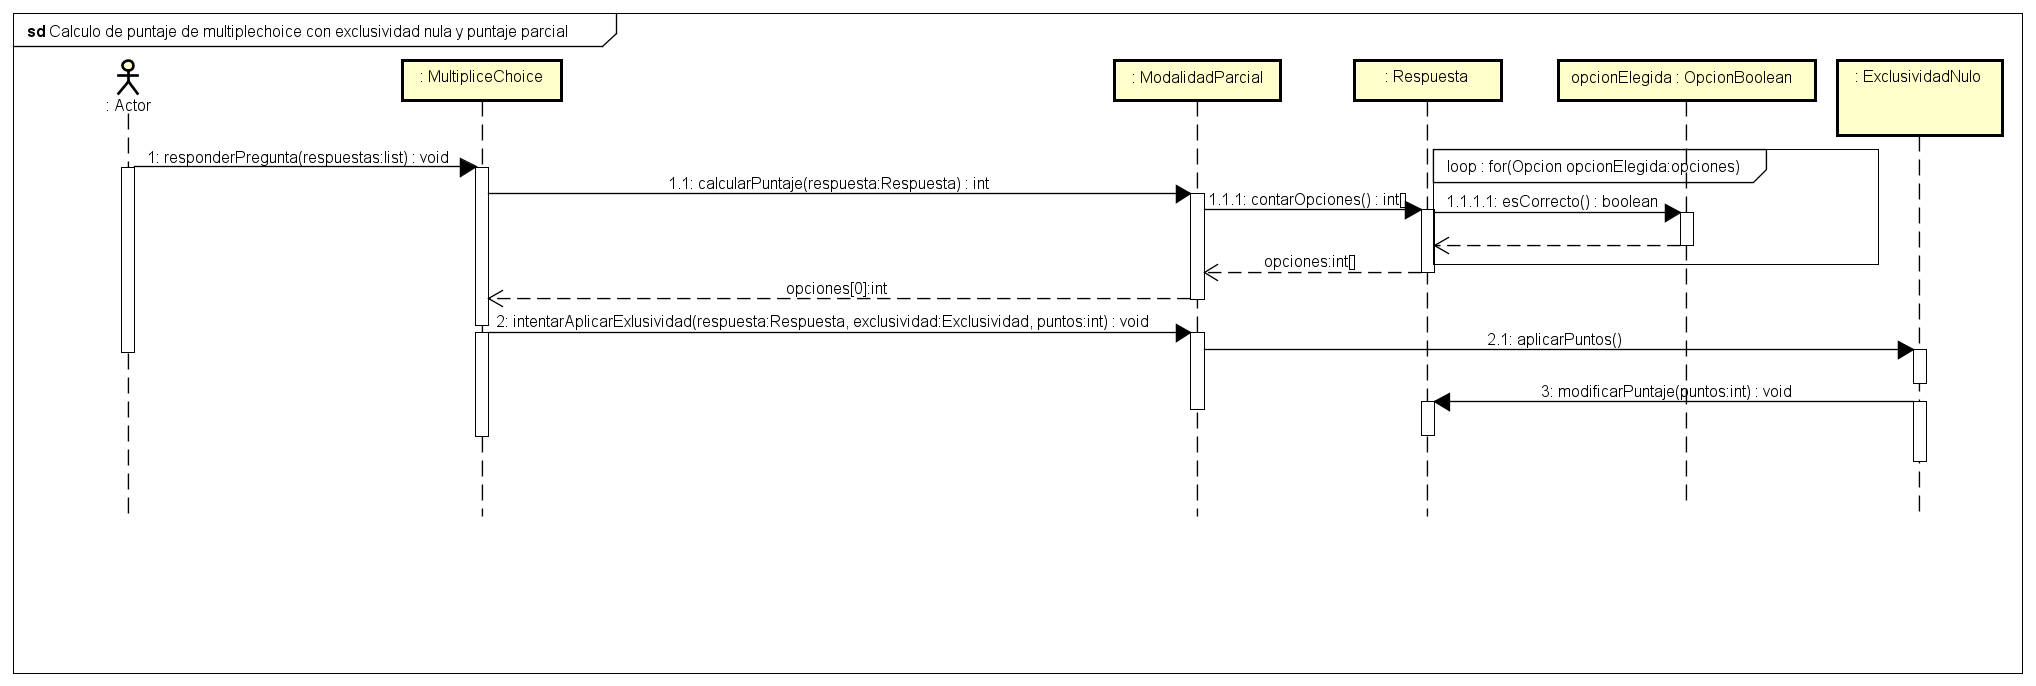 sd Calculo de puntaje de multiplechoice con exclusividad nula y puntaje parcial
: Actor
: MultipliceChoice
: ModalidadParcial
: Respuesta
opcionElegida : OpcionBoolean
: ExclusividadNulo
1: responderPregunta(respuestas:list) : void
loop : for(Opcion opcionElegida:opciones)
1.1: calcularPuntaje(respuesta:Respuesta) : int
1.1.1: contarOpciones() : int[]
1.1.1.1: esCorrecto() : boolean
opciones:int[]
opciones[0]:int
2: intentarAplicarExlusividad(respuesta:Respuesta, exclusividad:Exclusividad, puntos:int) : void
2.1: aplicarPuntos()
3: modificarPuntaje(puntos:int) : void